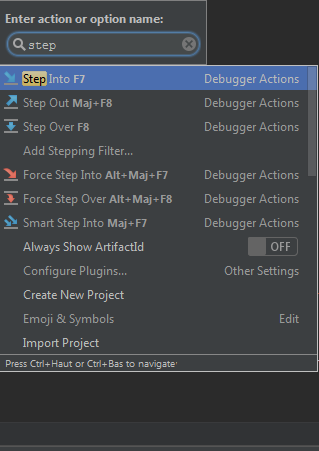 Enter action or option name:
step
Step Into F7 Debugger Actions
Step Out Maj+F8 Debugger Actions
Step Over F8 Debugger Actions
Add Stepping Filter...
Force Step Into Alt+Maj+F7 Debugger Actions
Force Step Over Alt+Maj+F8 Debugger Actions
Smart Step Into Maj+F7 Debugger Actions
Always Show ArtifactId OFF
Configure Plugins... Other Settings
Create New Project
Emoji & Symbols Edit
Import Project
Press Ctrl+Haut or Ctrl+Bas to navigate